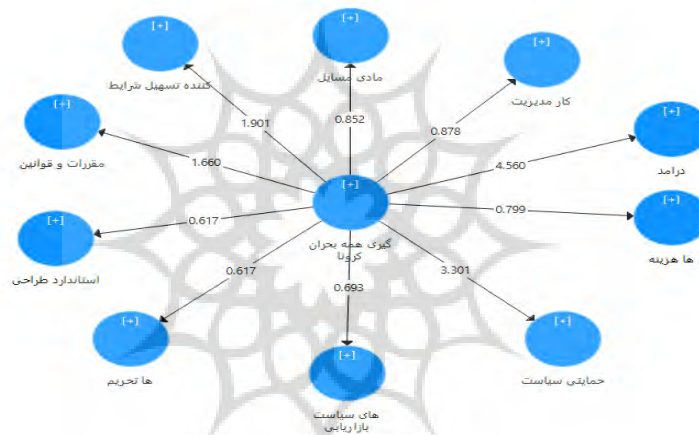 [+]
مادی مسایل
[+]
کننده تسهیل شرایط
[+]
کار مدیریت
[+]
مقررات و قوانین
[+]
درامد
0.852
1.901
0.878
1.660
4.560
[+]
گیری همه بحران
کرونا
0.617
0.799
[+]
استاندارد طراحی
[+]
ها هزینه
0.617
0.693
3.301
[+]
ها تحریم
[+]
های سیاست
بازاریابی
[+]
حمایتی سیاست